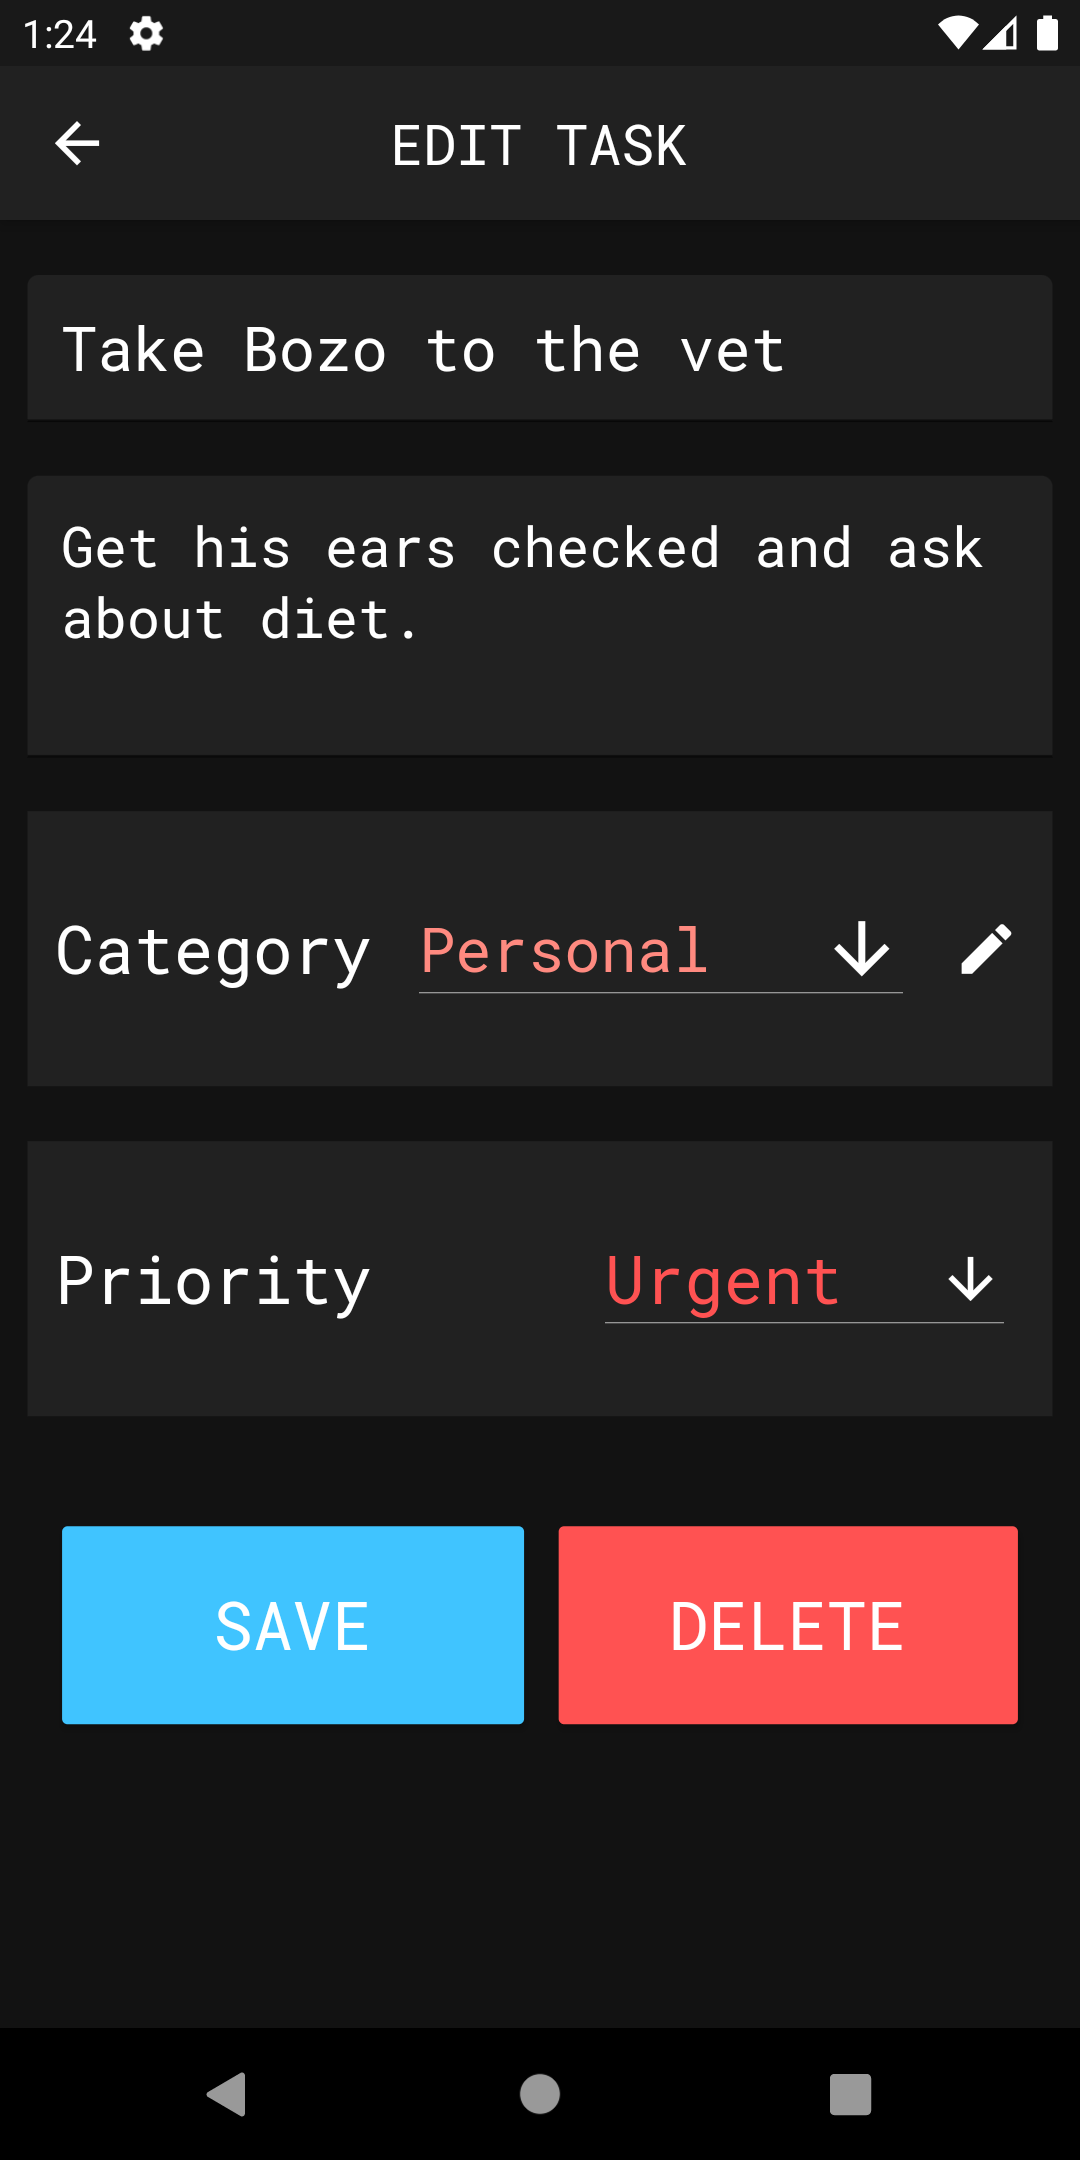 1:24
EDIT TASK
Take Bozo to the vet
Get his ears checked and ask
about diet.
Category Personal
Priority Urgent
SAVE DELETE